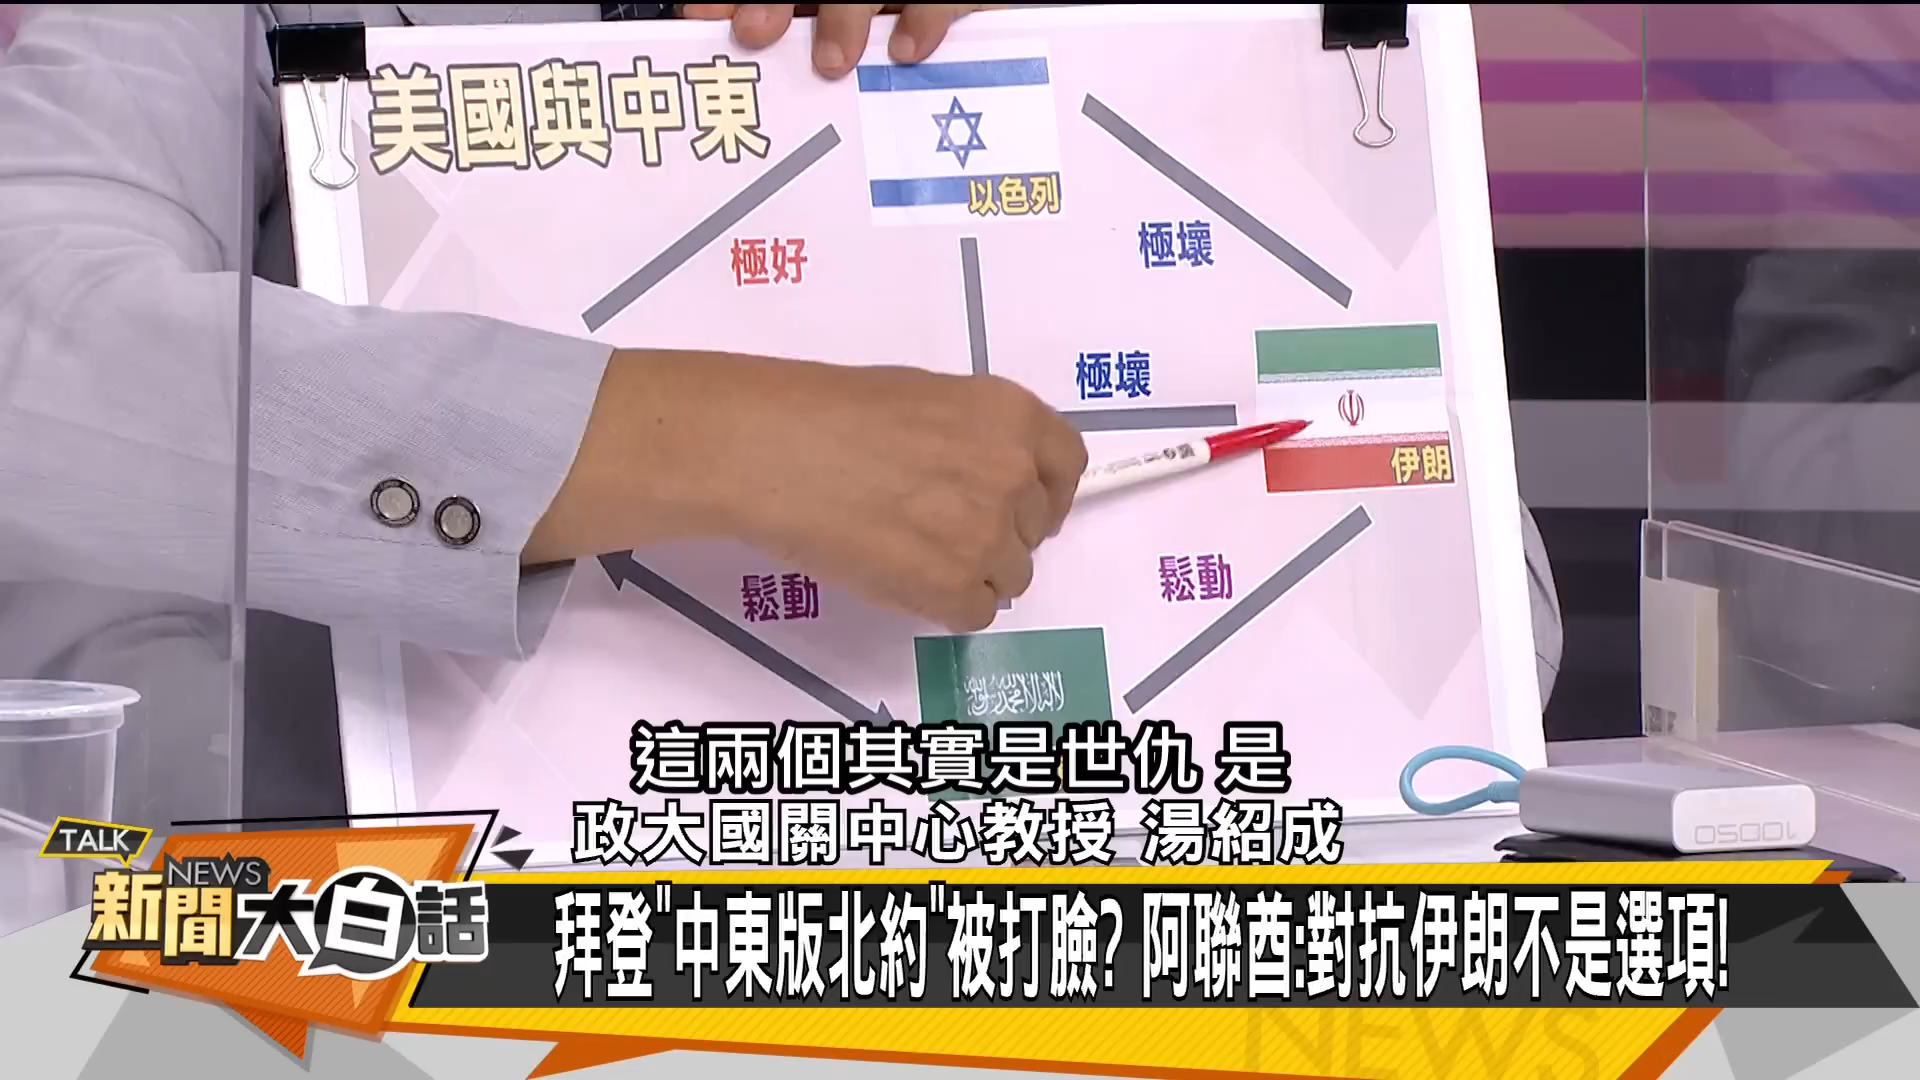 美國與中東
以色列
極好
極壞
極壞
伊朗
鬆動
鬆動
這兩個其實是世仇 是
政大國關中心教授 湯紹成
TALK
NEWS
新聞大白話
拜登"中東版北約"被打臉? 阿聯酋:對抗伊朗不是選項!
NEWS